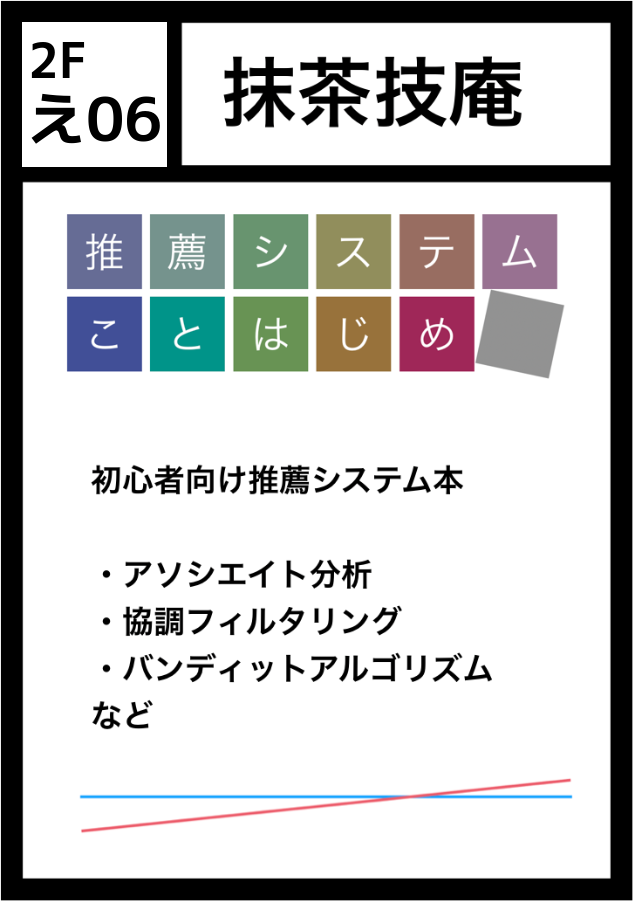 2F
え06
抹茶技庵
推薦システム
ことはじめ
初心者向け推薦システム本
・アソシエイト分析
・協調フィルタリング
・バンディットアルゴリズム
など